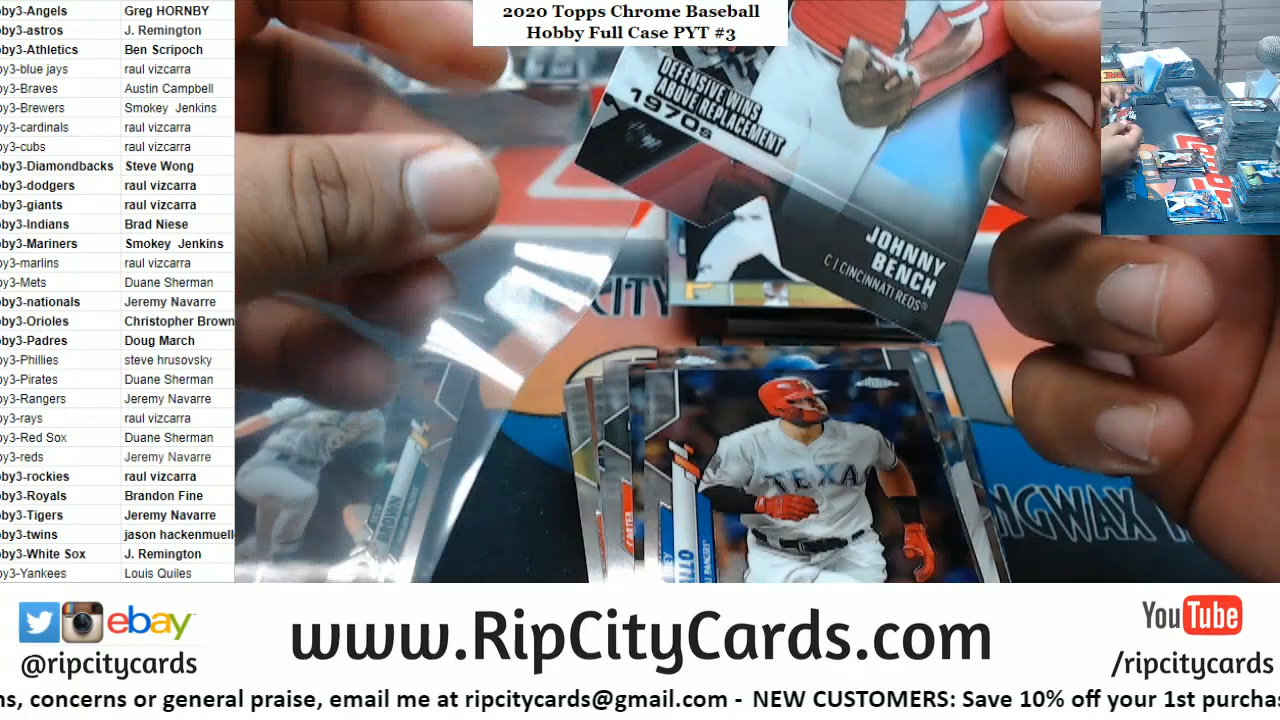 2020 Topps Chrome Baseball
Hobby Full Case PYT #3
by3-Angels Greg HORNBY
by3-astros J. Remington
by3-Athletics Ben Scripoch
by3-blue jays raul vizcarra
by3-Braves Austin Campbell
by3-Brewers Smokey Jenkins
by3-cardinals raul vizcarra
by3-cubs raul vizcarra
by3-Diamondbacks Steve Wong
by3-dodgers raul vizcarra
by3-giants raul vizcarra
by3-Indians Brad Niese
by3-Mariners Smokey Jenkins
by3-marlins raul vizcarra
by3-Mets Duane Sherman
by3-nationals Jeremy Navarre
by3-Orioles Christopher Brown
by3-Padres Doug March
by3-Phillies steve hrusovsky
by3-Pirates Duane Sherman
by3-Rangers Jeremy Navarre
by3-rays raul vizcarra
by3-Red Sox Duane Sherman
by3-reds Jeremy Navarre
by3-rockies raul vizcarra
by3-Royals Brandon Fine
by3-Tigers Jeremy Navarre
by3-twins jason hackenmuell
by3-White Sox J. Remington
by3-Yankees Louis Quiles
DEFENSIVE WINS
ABOVE REPLACEMENT
1970s
JOHNNY
BENCH
C | CINCINNATI REDS®
CITY
TEXA
NGWAX
BROWN
ebay
@ripcitycards
www.RipCityCards.com
YouTube
/ripcitycards
ns, concerns or general praise, email me at ripcitycards@gmail.com - NEW CUSTOMERS: Save 10% off your 1st purcha